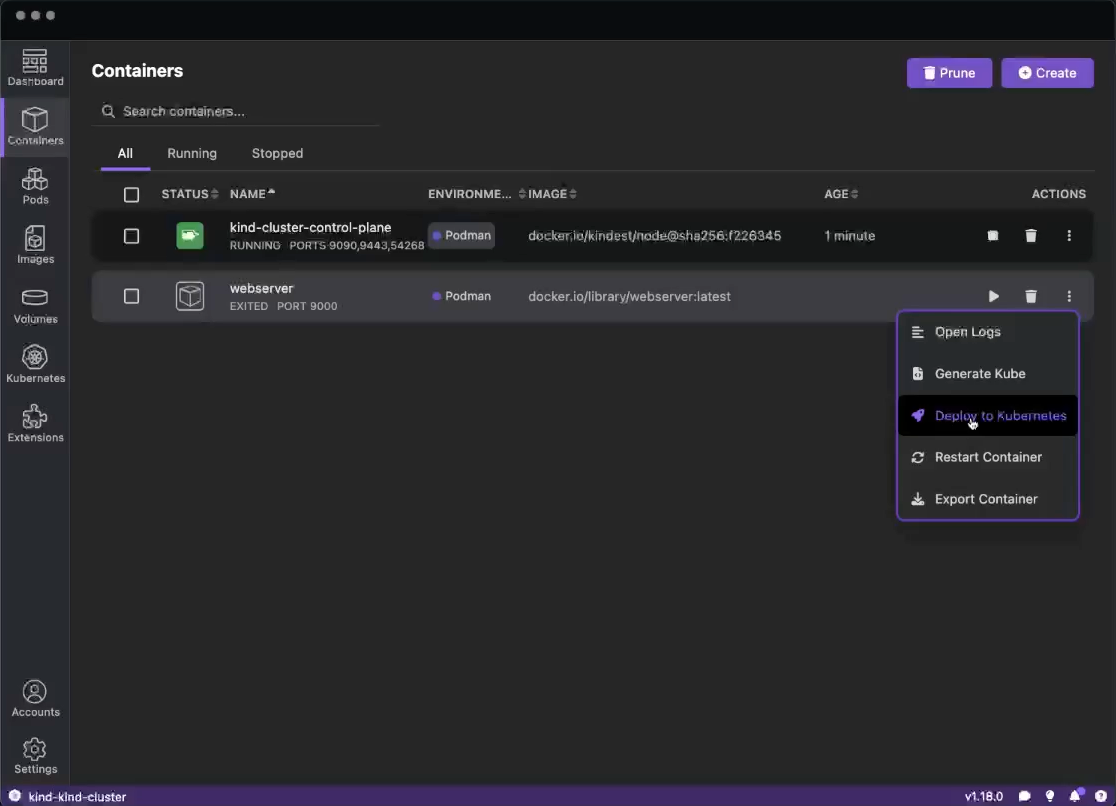 Containers
Prune
Create
Search containers...
All
Running
Stopped
STATUS
NAME
ENVIRONME...
IMAGE
AGE
ACTIONS
kind-cluster-control-plane
RUNNING PORTS 9090,9443,54268
Podman
docker.io/kindest/node@sha256:f226345
1 minute
webserver
EXITED PORT 9000
Podman
docker.io/library/webserver:latest
Open Logs
Generate Kube
Deploy to Kubernetes
Restart Container
Export Container
Dashboard
Containers
Pods
Images
Volumes
Kubernetes
Extensions
Accounts
Settings
kind-kind-cluster
v1.18.0